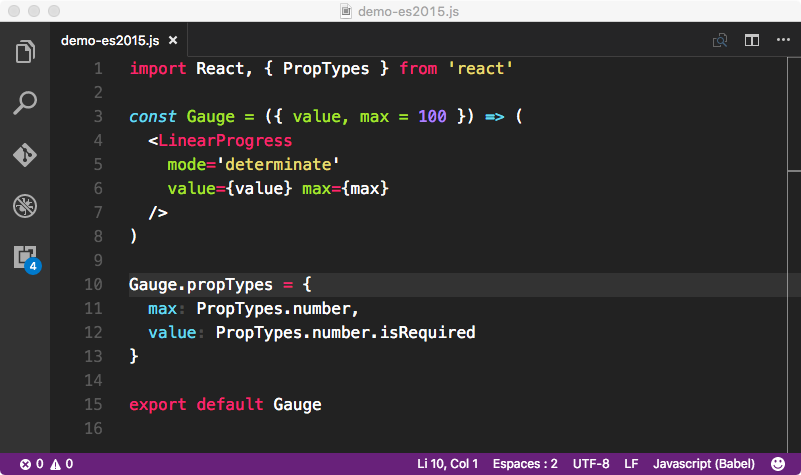 demo-es2015.js
demo-es2015.js ×
1 import React, { PropTypes } from 'react'
2
3 const Gauge = ({ value, max = 100 }) => (
4 <LinearProgress
5 mode='determinate'
6 value={value} max={max}
7 />
8 )
9
10 Gauge.propTypes = {
11 max: PropTypes.number,
12 value: PropTypes.number.isRequired
13 }
14
15 export default Gauge
16
4
0 0 Li 10, Col 1 Espaces : 2 UTF-8 LF Javascript (Babel)